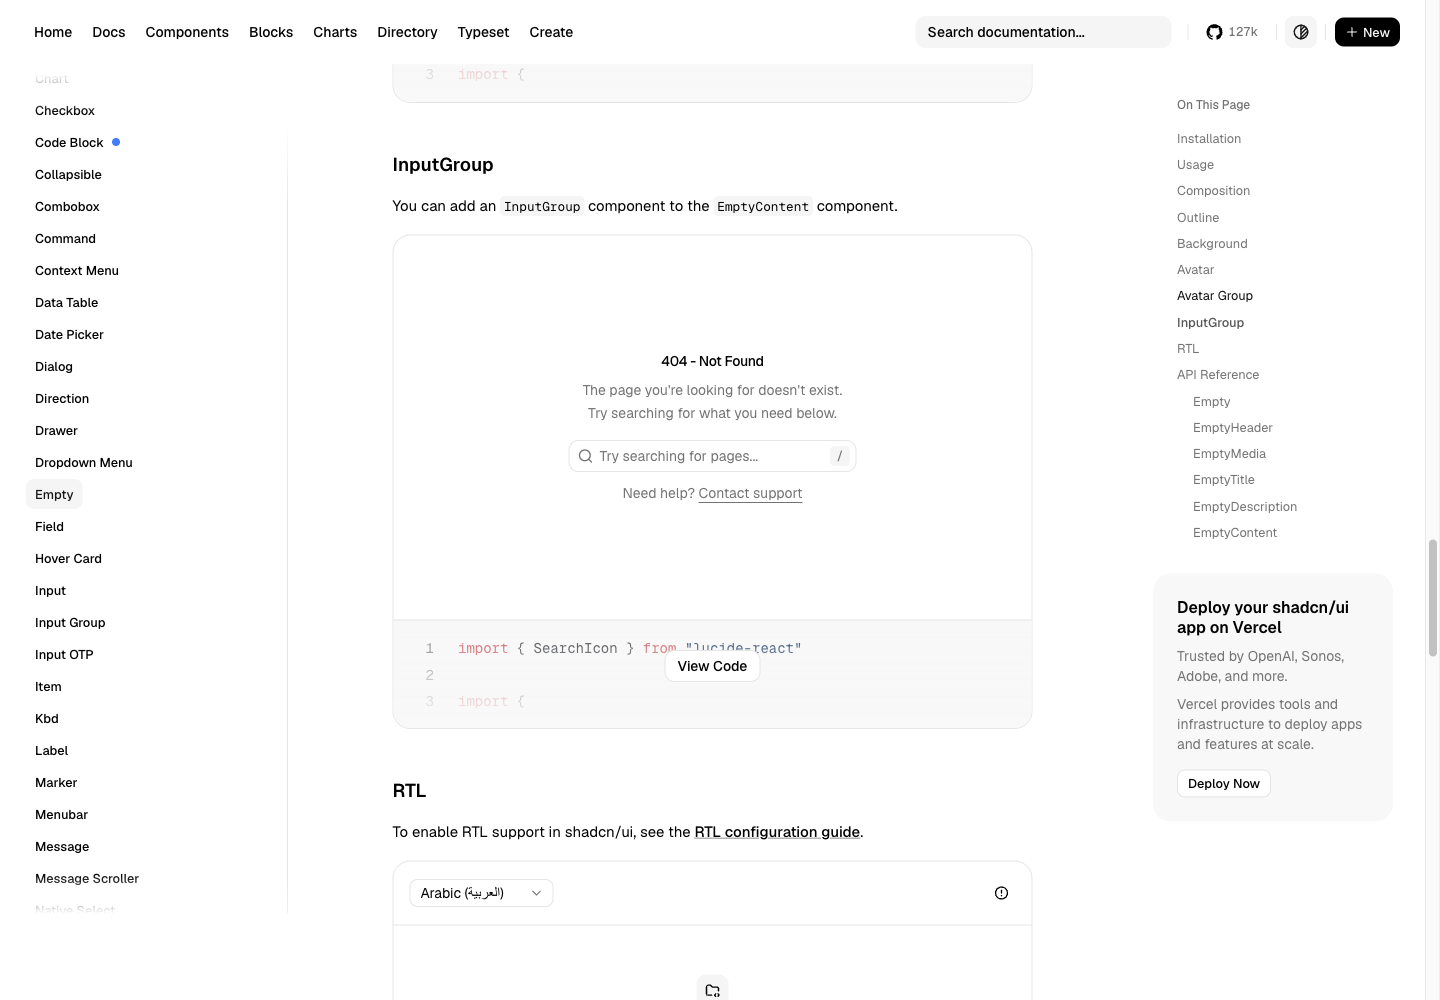 Home Docs Components Blocks Charts Directory Typeset Create
Search documentation...
127k
New
Chart
Checkbox
Code Block
Collapsible
Combobox
Command
Context Menu
Data Table
Date Picker
Dialog
Direction
Drawer
Dropdown Menu
Empty
Field
Hover Card
Input
Input Group
Input OTP
Item
Kbd
Label
Marker
Menubar
Message
Message Scroller
Native Select
3 import {
InputGroup
You can add an InputGroup component to the EmptyContent component.
404 - Not Found
The page you're looking for doesn't exist.
Try searching for what you need below.
Try searching for pages... /
Need help? Contact support
1 import { SearchIcon } from "lucide-react"
2
View Code
3 import {
RTL
To enable RTL support in shadcn/ui, see the RTL configuration guide.
Arabic (العربية)
On This Page
Installation
Usage
Composition
Outline
Background
Avatar
Avatar Group
InputGroup
RTL
API Reference
Empty
EmptyHeader
EmptyMedia
EmptyTitle
EmptyDescription
EmptyContent
Deploy your shadcn/ui
app on Vercel
Trusted by OpenAI, Sonos,
Adobe, and more.
Vercel provides tools and
infrastructure to deploy apps
and features at scale.
Deploy Now